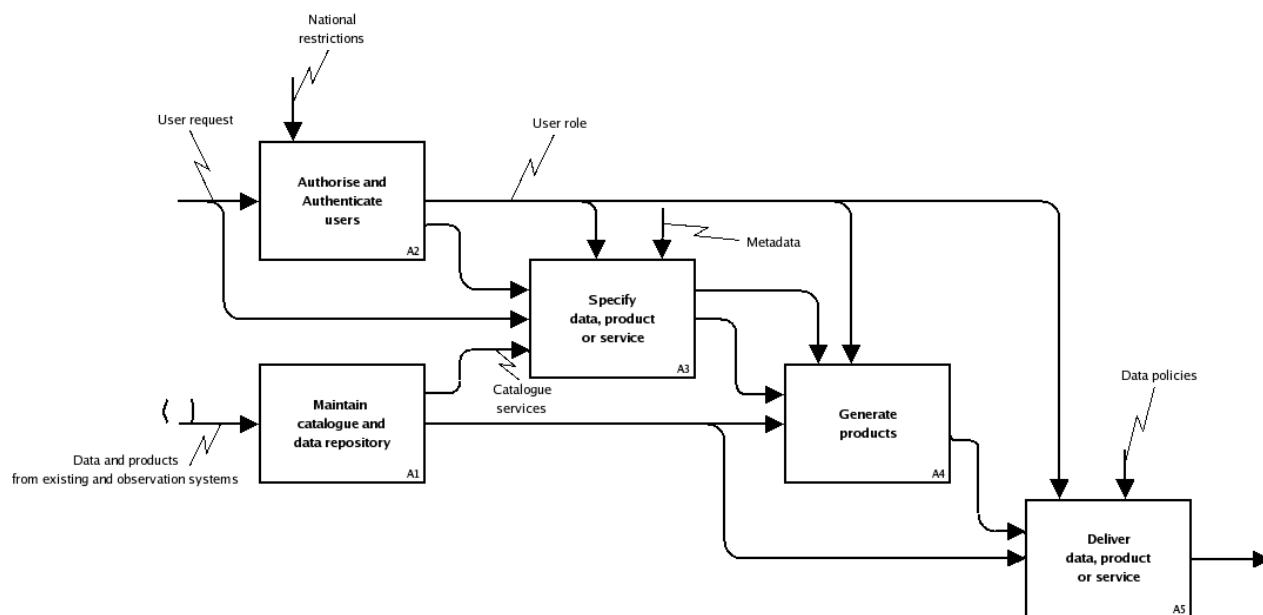 National
restrictions
User request
User role
Authorise and
Authenticate
users
A2
Metadata
Specify
data, product
or service
A3
Catalogue
services
Maintain
catalogue and
data repository
A1
Data and products
from existing and observation systems
Generate
products
A4
Data policies
Deliver
data, product
or service
A5